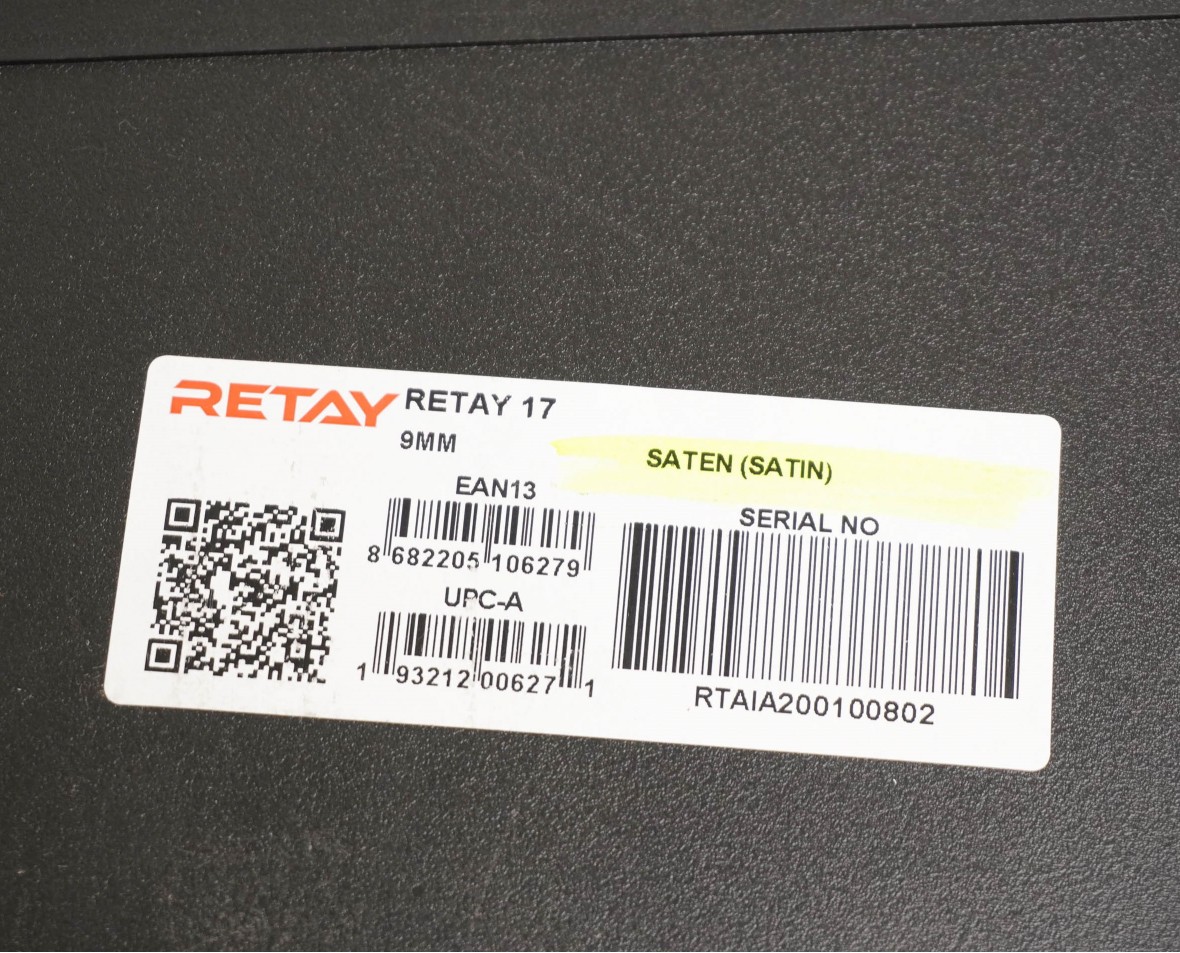 RETAY RETAY 17
9MM
SATEN (SATIN)
EAN13
8 682205 106279
UPC-A
1 93212 00627 1
SERIAL NO
RTAIA200100802